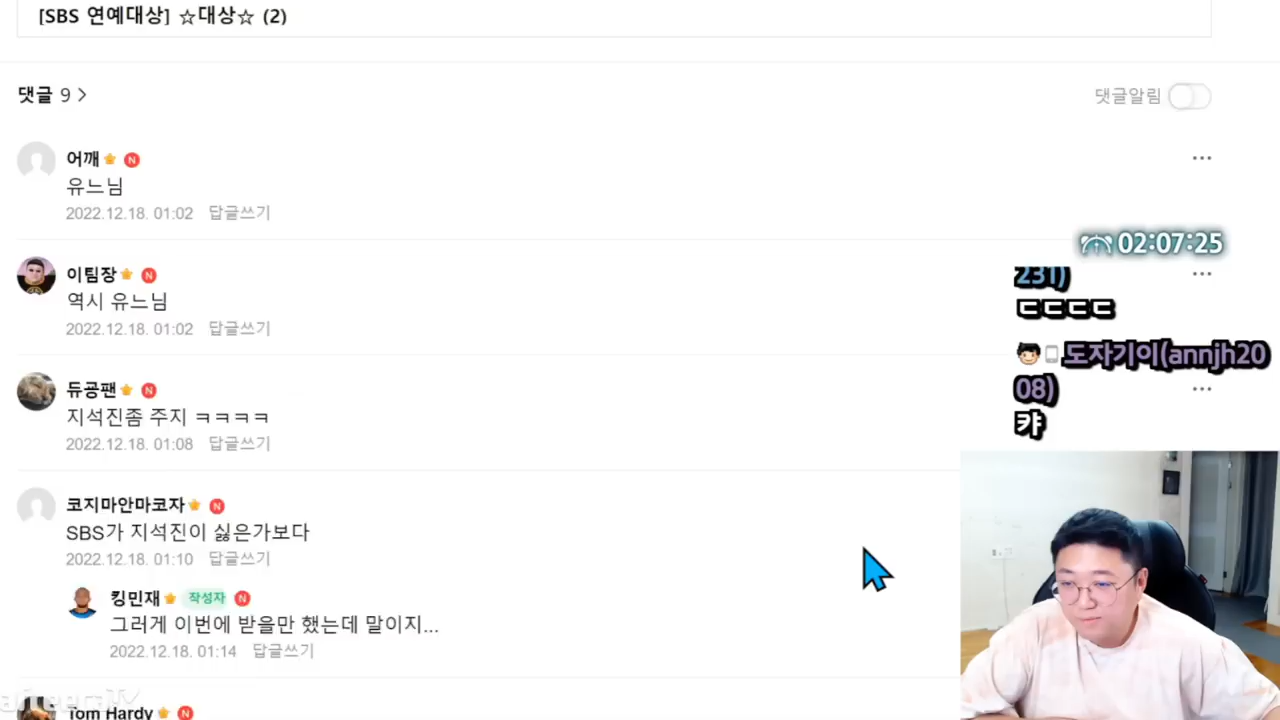 [SBS 연예대상] ☆대상☆ (2)
댓글 9 >
댓글알림
어깨 N
유느님
2022.12.18. 01:02 답글쓰기
02:07:25
이팀장 N
역시 유느님
2022.12.18. 01:02 답글쓰기
231)
ㄷㄷㄷㄷ
도자기이(annjh20
08)
캬
듀공팬 N
지석진좀 주지 ㅋㅋㅋㅋ
2022.12.18. 01:08 답글쓰기
코지마안마코자 N
SBS가 지석진이 싫은가보다
2022.12.18. 01:10 답글쓰기
킹민재 작성자 N
그러게 이번에 받을만 했는데 말이지...
2022.12.18. 01:14 답글쓰기
Tom Hardy N